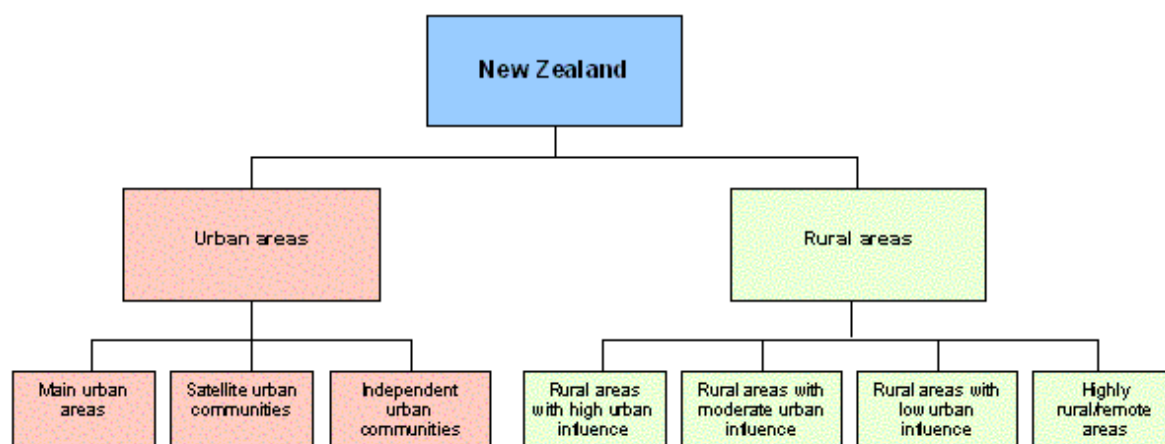 New Zealand
Urban areas
Rural areas
Main urban
areas
Satellite urban
communities
Independent
urban
communities
Rural areas
with high urban
influence
Rural areas with
moderate urban
influence
Rural areas with
low urban
influence
Highly
rural/remote
areas